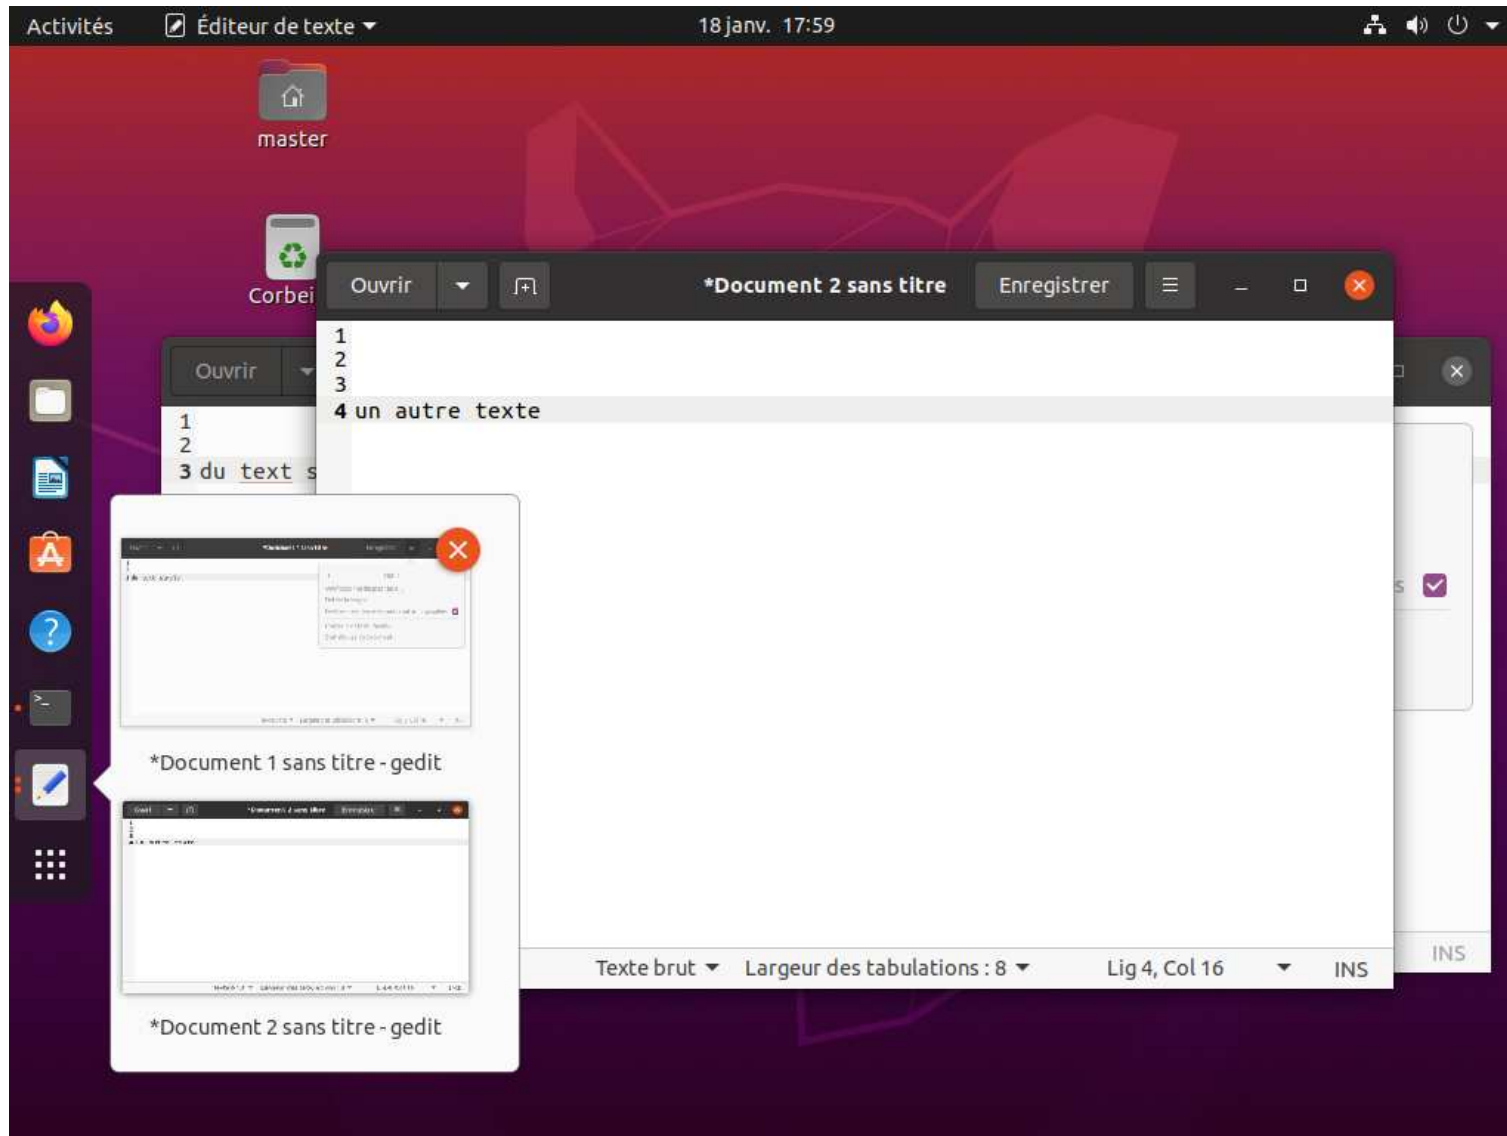 Activités Éditeur de texte 18 janv. 17:59
master
Corbei
Ouvrir *Document 2 sans titre Enregistrer
1
2
3
4 un autre texte
Ouvrir
1
2
3 du text s
s
*Document 1 sans titre - gedit
*Document 2 sans titre - gedit
Texte brut Largeur des tabulations : 8 Lig 4, Col 16 INS
INS